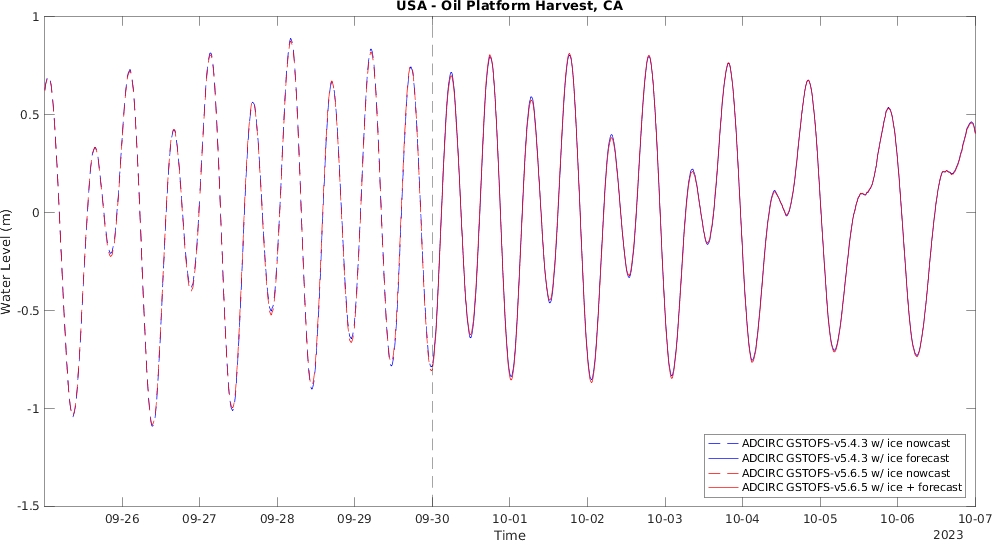 USA - Oil Platform Harvest, CA
1
0.5
0
-0.5
-1
-1.5
Water Level (m)
ADCIRC GSTOFS-v5.4.3 w/ ice nowcast
ADCIRC GSTOFS-v5.4.3 w/ ice forecast
ADCIRC GSTOFS-v5.6.5 w/ ice nowcast
ADCIRC GSTOFS-v5.6.5 w/ ice + forecast
09-26 09-27 09-28 09-29 09-30 10-01 10-02 10-03 10-04 10-05 10-06 10-07
Time
2023